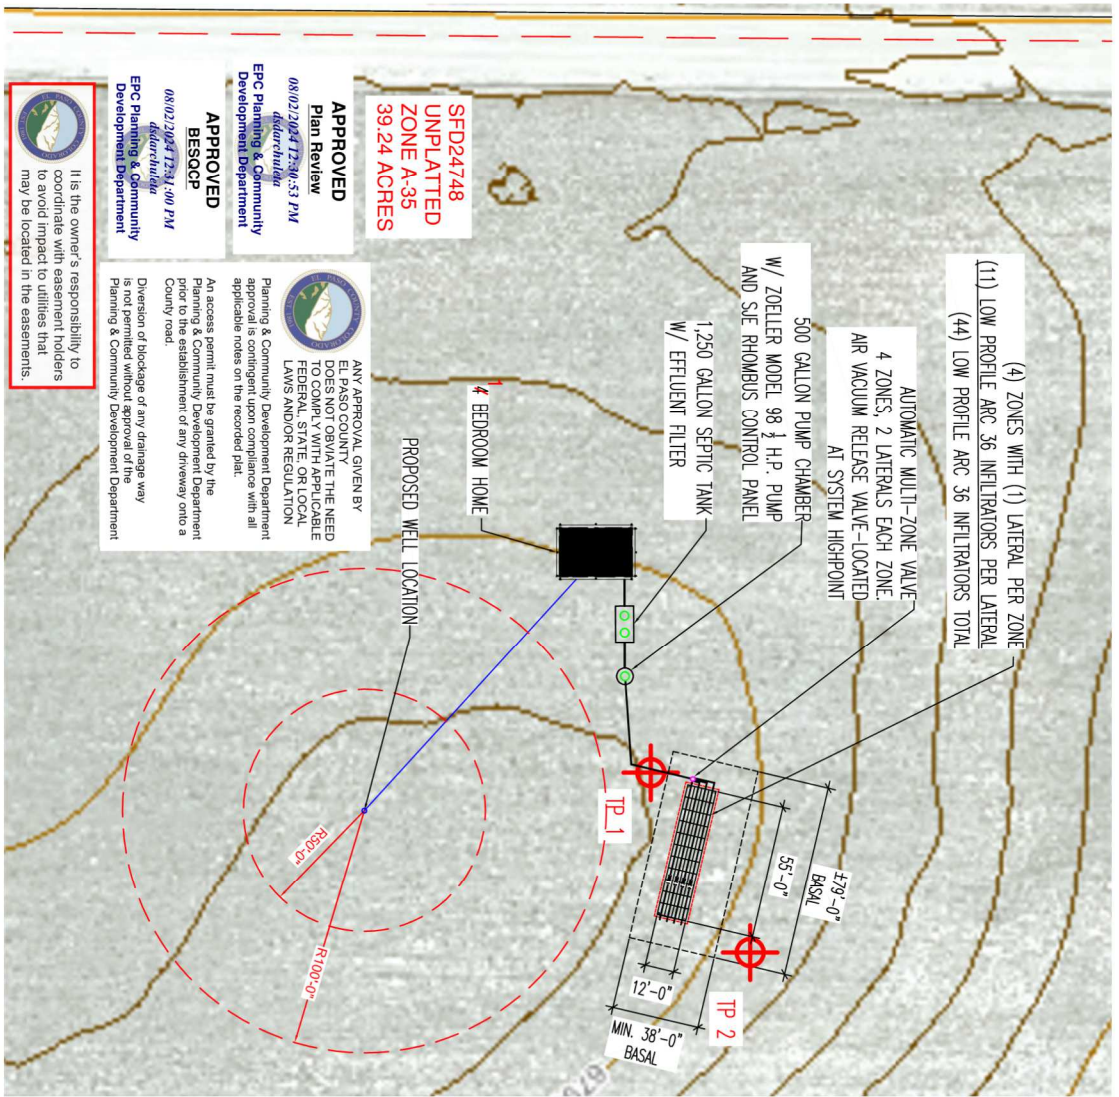 (4) ZONES WITH (1) LATERAL PER ZONE
(11) LOW PROFILE ARC 36 INFILTRATORS PER LATERAL
(44) LOW PROFILE ARC 36 INFILTRATORS TOTAL
AUTOMATIC MULTI-ZONE VALVE
4 ZONES, 2 LATERALS EACH ZONE.
AIR VACUUM RELEASE VALVE-LOCATED
AT SYSTEM HIGHPOINT
500 GALLON PUMP CHAMBER
W/ ZOELLER MODEL 98 ½ H.P. PUMP
AND SJE RHOMBUS CONTROL PANEL
1,250 GALLON SEPTIC TANK
W/ EFFLUENT FILTER
1
4 BEDROOM HOME
PROPOSED WELL LOCATION
±79'-0"
BASAL
55'-0"
12'-0"
MIN. 38'-0"
BASAL
TP 1
TP 2
R50'-0"
R100'-0"
SFD24748
UNPLATTED
ZONE A-35
39.24 ACRES
APPROVED
Plan Review
08/02/2024 12:30:53 PM
dsdarchuleta
EPC Planning & Community
Development Department
APPROVED
BESQCP
08/02/2024 12:31:00 PM
dsdarchuleta
EPC Planning & Community
Development Department
EL PASO COUNTY COLORADO
ANY APPROVAL GIVEN BY
EL PASO COUNTY
DOES NOT OBVIATE THE NEED
TO COMPLY WITH APPLICABLE
FEDERAL, STATE, OR LOCAL
LAWS AND/OR REGULATION
Planning & Community Development Department
approval is contingent upon compliance with all
applicable notes on the recorded plat.
An access permit must be granted by the
Planning & Community Development Department
prior to the establishment of any driveway onto a
County road.
Diversion of blockage of any drainage way
is not permitted without approval of the
Planning & Community Development Department
EL PASO COUNTY COLORADO
It is the owner's responsibility to
coordinate with easement holders
to avoid impact to utilities that
may be located in the easements.